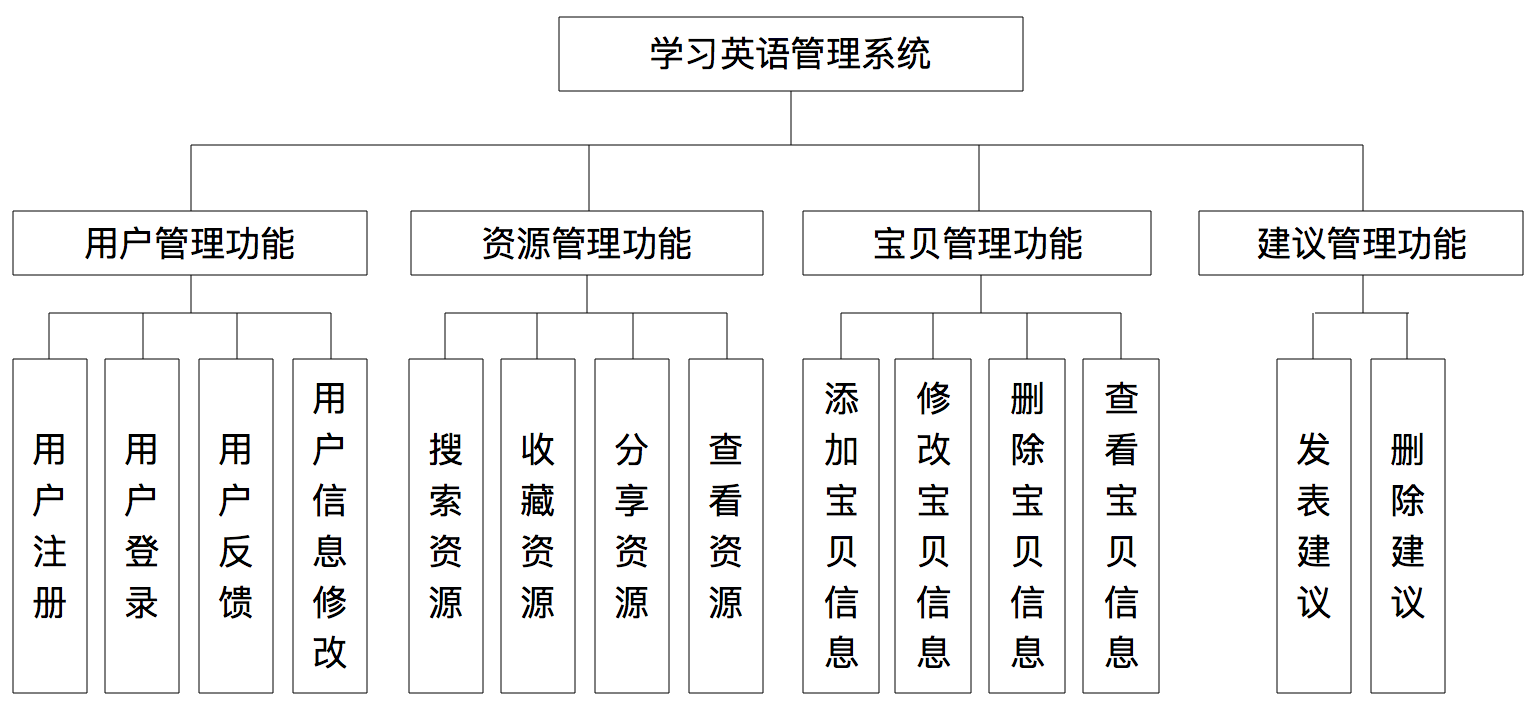 学习英语管理系统
用户管理功能
资源管理功能
宝贝管理功能
建议管理功能
用户注册
用户登录
用户反馈
用户信息修改
搜索资源
收藏资源
分享资源
查看资源
添加宝贝信息
修改宝贝信息
删除宝贝信息
查看宝贝信息
发表建议
删除建议